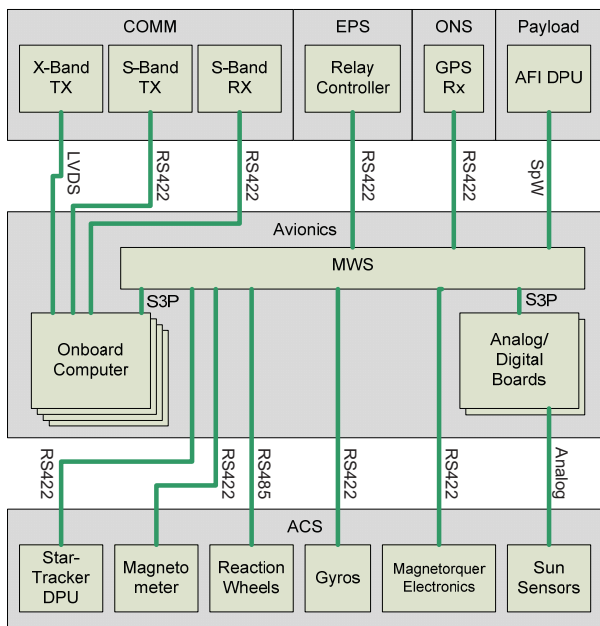 COMM
EPS
ONS
Payload
X-Band
TX
S-Band
TX
S-Band
RX
Relay
Controller
GPS
Rx
AFI DPU
LVDS
RS422
RS422
RS422
RS422
SpW
Avionics
MWS
S3P
S3P
Onboard
Computer
Analog/
Digital
Boards
RS422
RS422
RS485
RS422
RS422
Analog
ACS
Star-
Tracker
DPU
Magneto
meter
Reaction
Wheels
Gyros
Magnetorquer
Electronics
Sun
Sensors